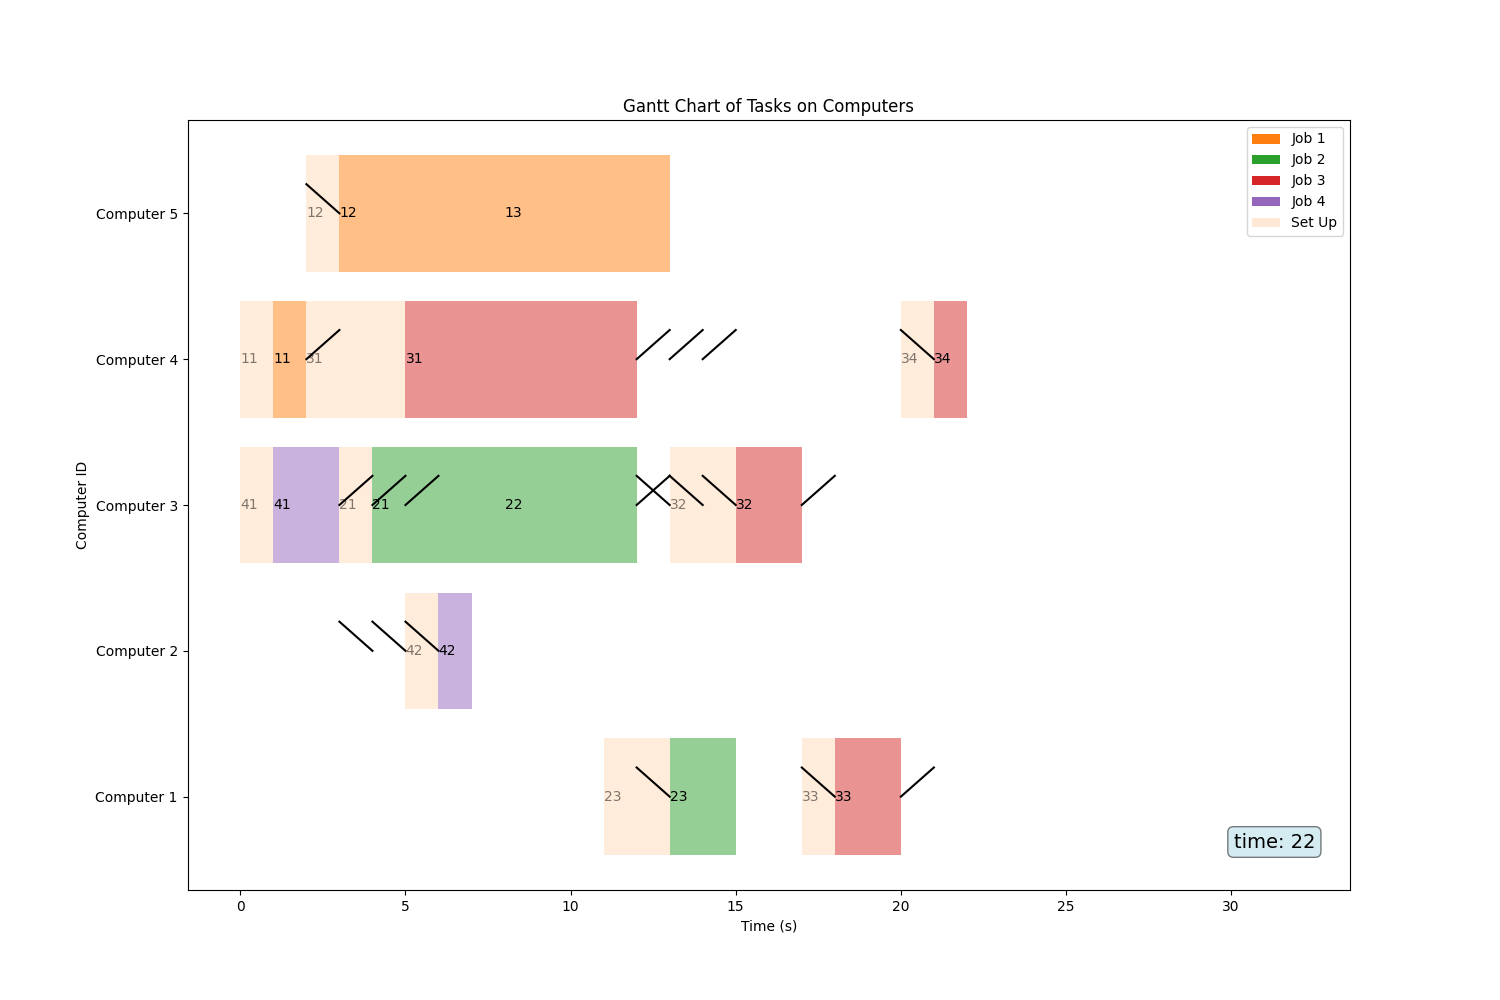 Gantt Chart of Tasks on Computers
Job 1
Job 2
Job 3
Job 4
Set Up
Computer 5
12 12 13
Computer 4
11 11 31 31 34 34
Computer 3
41 41 21 21 22 32 32
Computer 2
42 42
Computer 1
23 23 33 33
Computer ID
time: 22
0 5 10 15 20 25 30
Time (s)